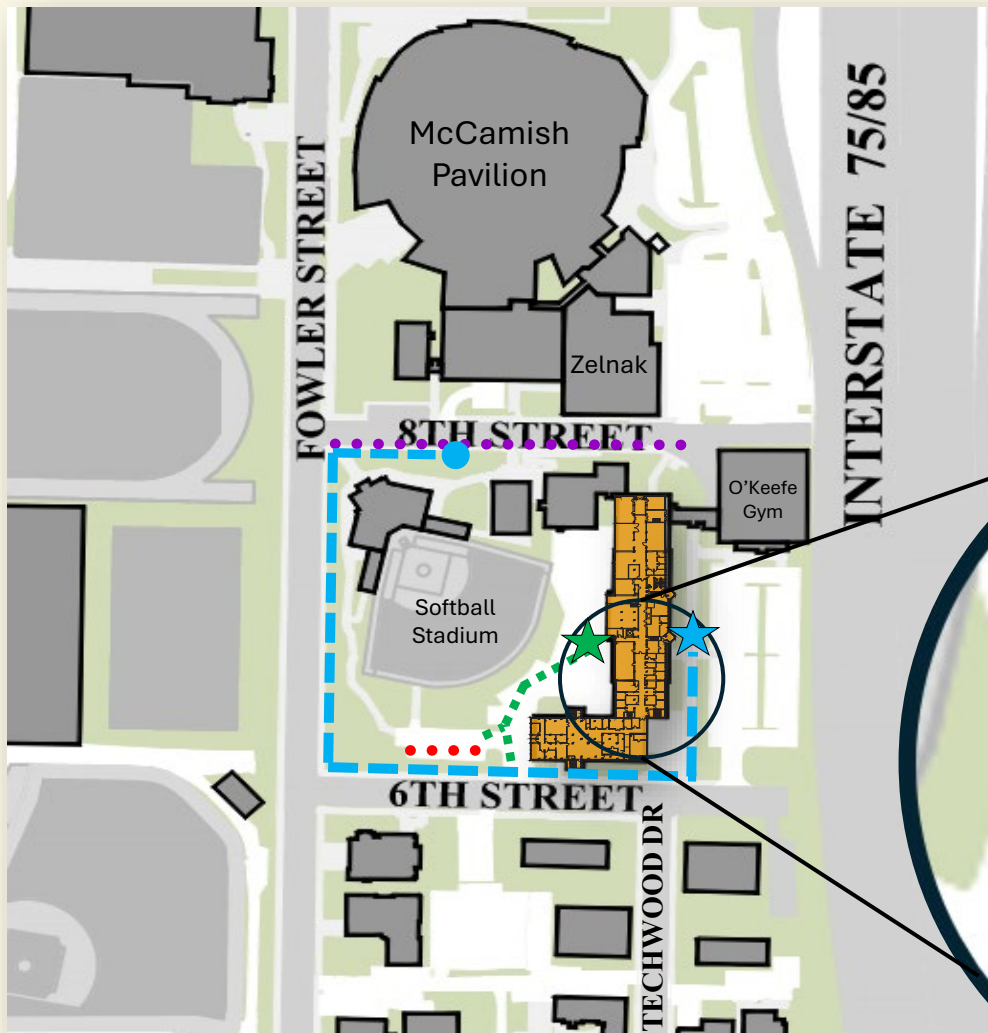 McCamish
Pavilion
INTERSTATE 75/85
FOWLER STREET
Zelnak
8TH STREET
O'Keefe
Gym
Softball
Stadium
6TH STREET
TECHWOOD DR